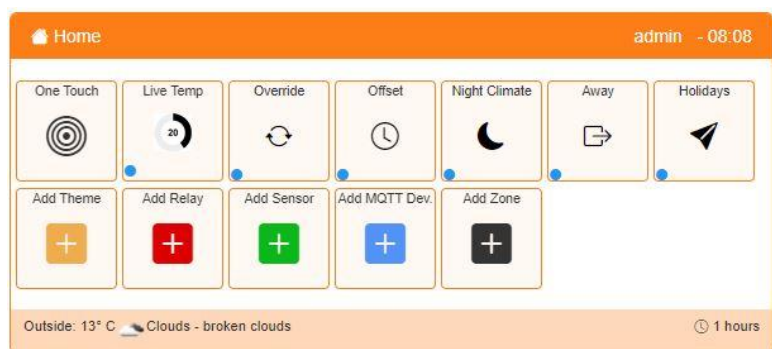 Home admin - 08:08
One Touch Live Temp Override Offset Night Climate Away Holidays
20
Add Theme Add Relay Add Sensor Add MQTT Dev. Add Zone
Outside: 13° C Clouds - broken clouds 1 hours